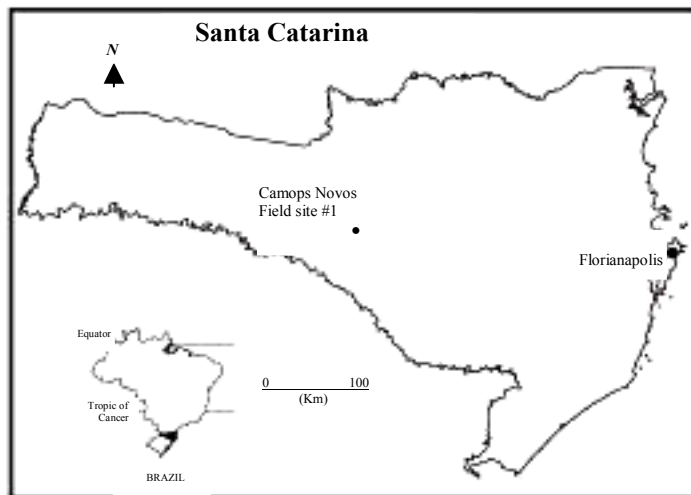 Santa Catarina
N
Camops Novos
Field site #1
Florianapolis
Equator
0 100
(Km)
Tropic of
Cancer
BRAZIL